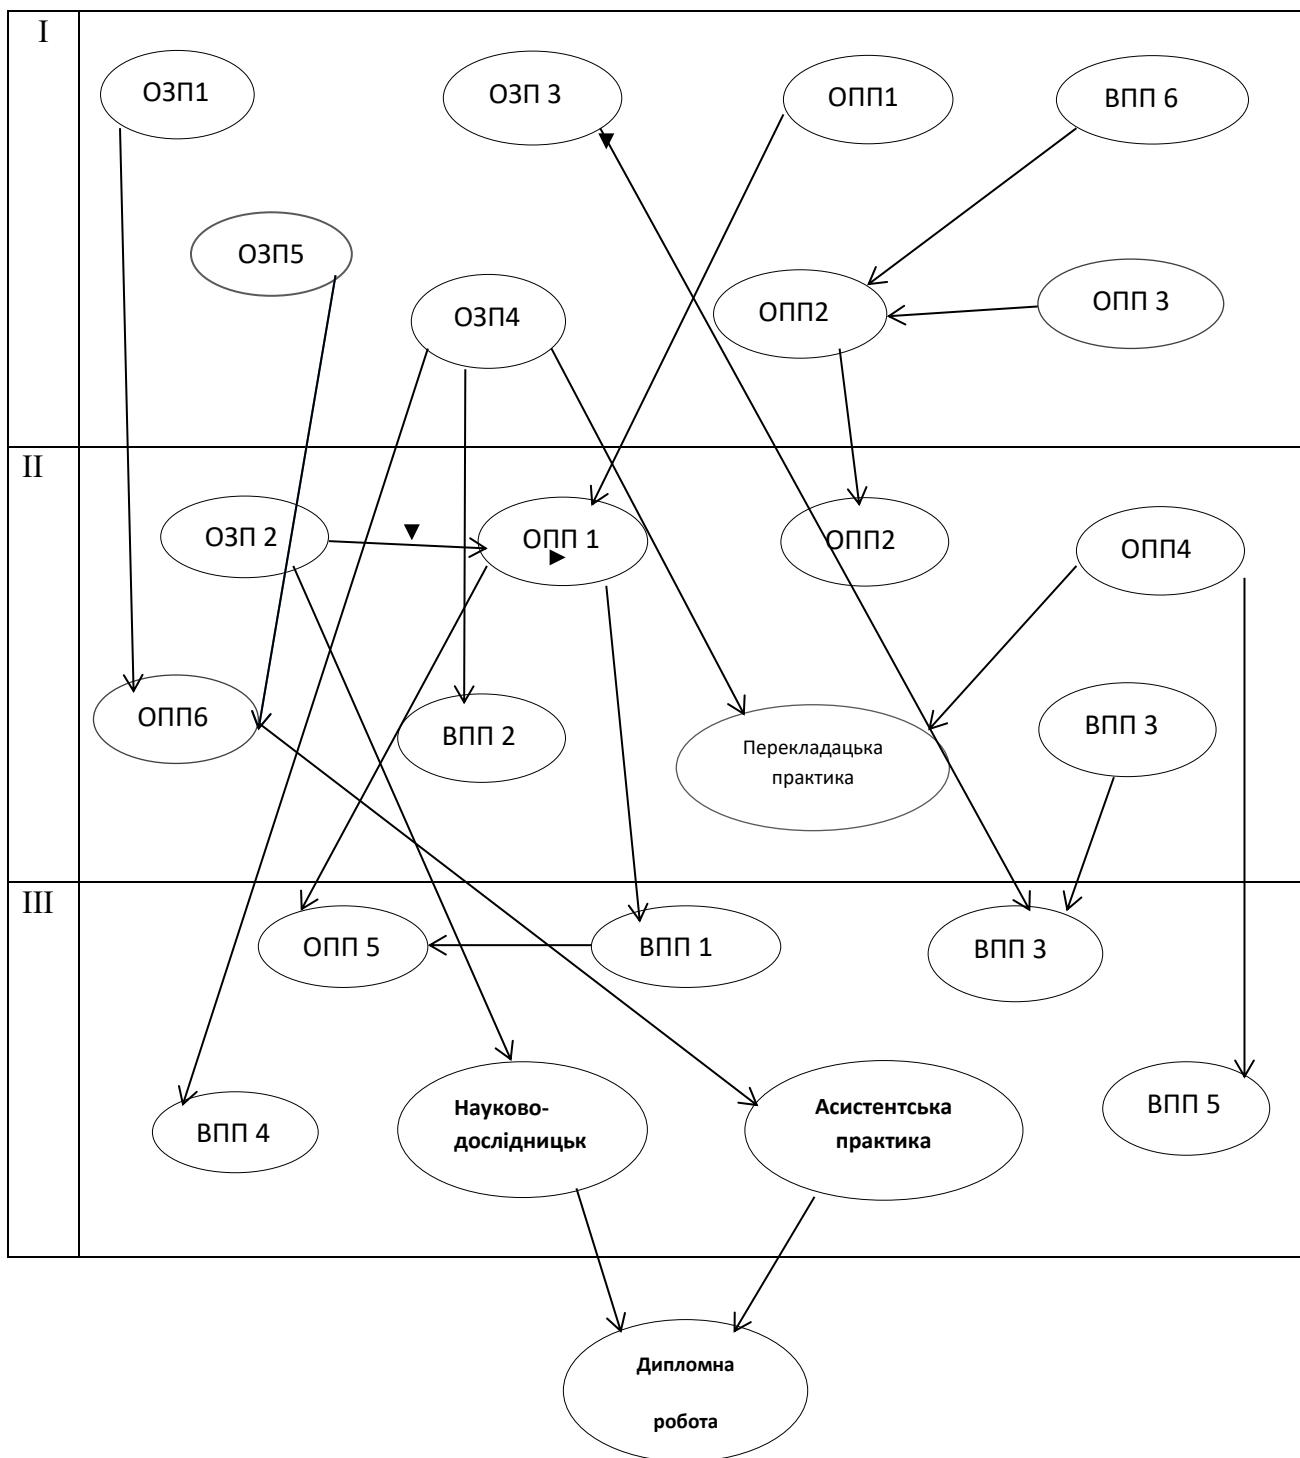 I
ОЗП1
ОЗП 3
ОПП1
ВПП 6
ОЗП5
ОЗП4
ОПП2
ОПП 3
II
ОЗП 2
ОПП 1
ОПП2
ОПП4
ОПП6
ВПП 2
Перекладацька
практика
ВПП 3
III
ОПП 5
ВПП 1
ВПП 3
ВПП 4
Науково-
дослідницьк
Асистентська
практика
ВПП 5
Дипломна
робота